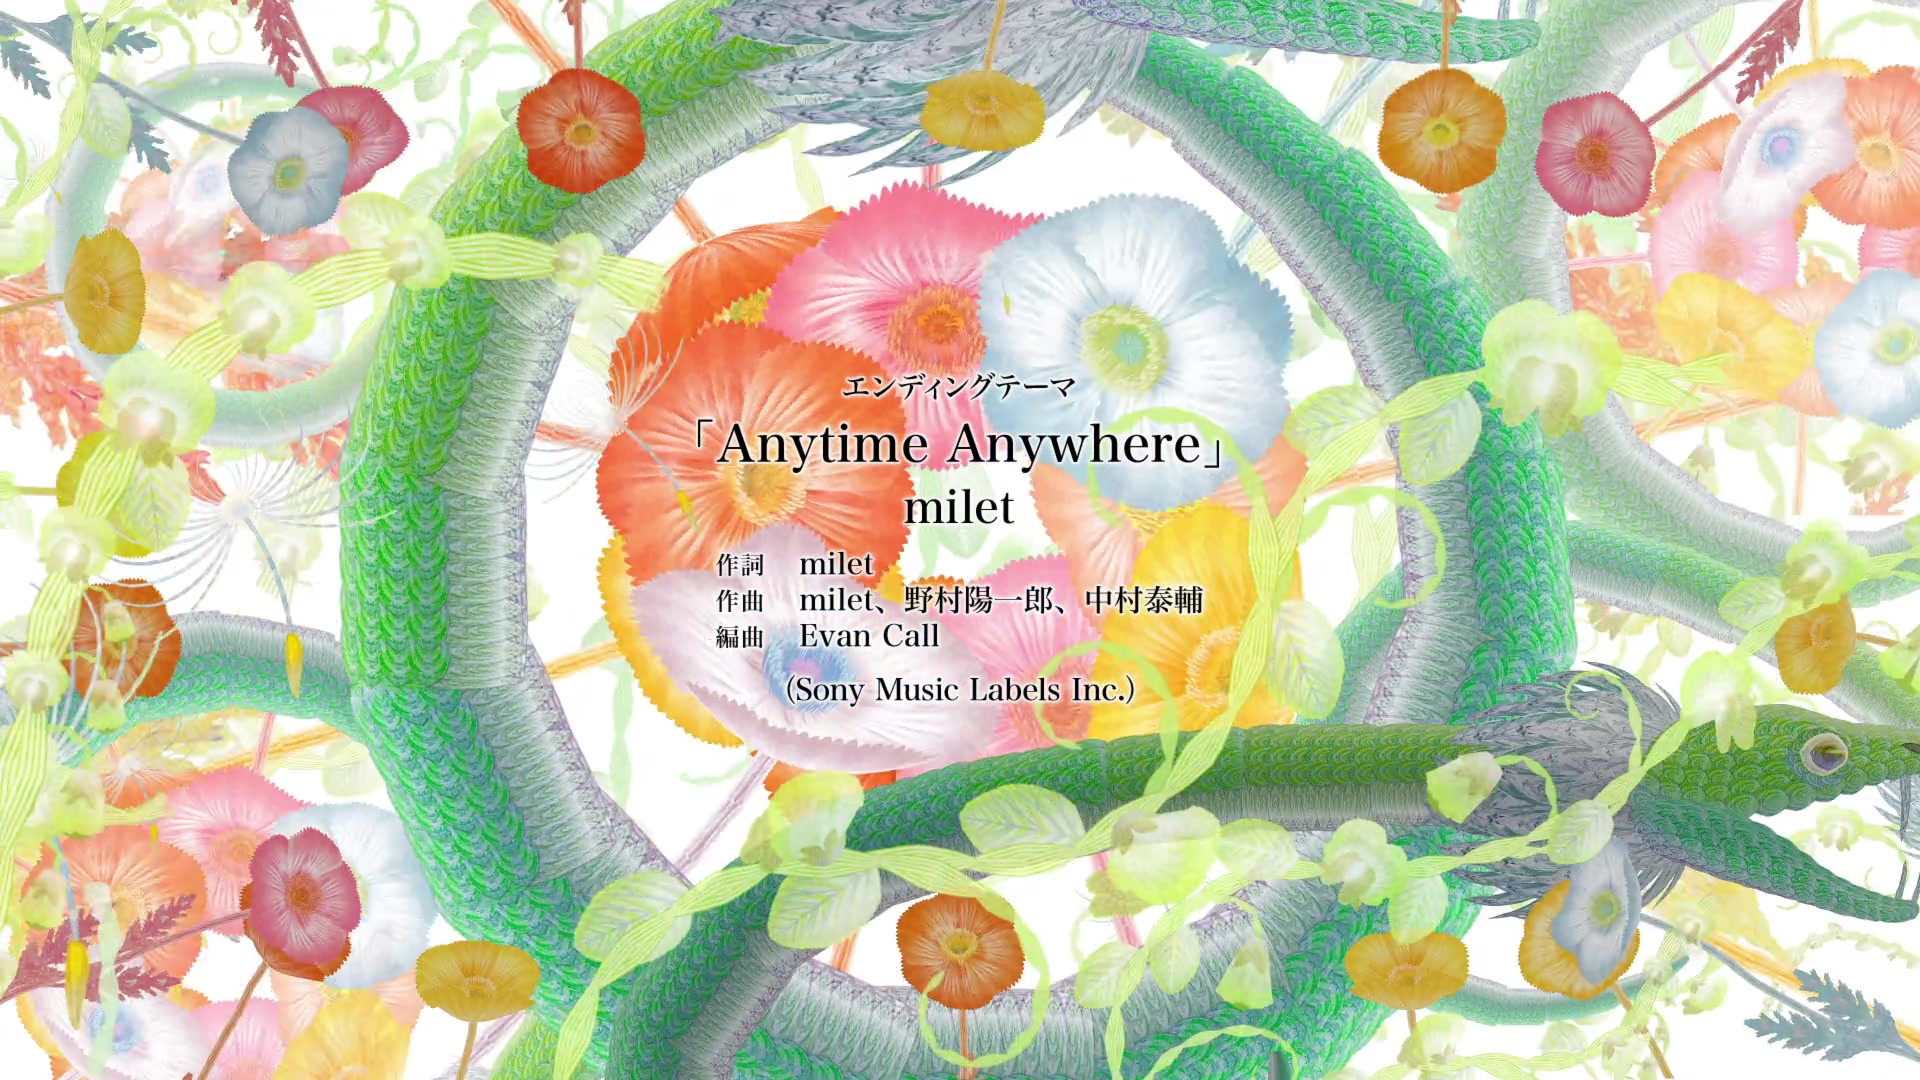 エンディングテーマ
「Anytime Anywhere」
milet
作詞 milet
作曲 milet、野村陽一郎、中村泰輔
編曲 Evan Call
(Sony Music Labels Inc.)